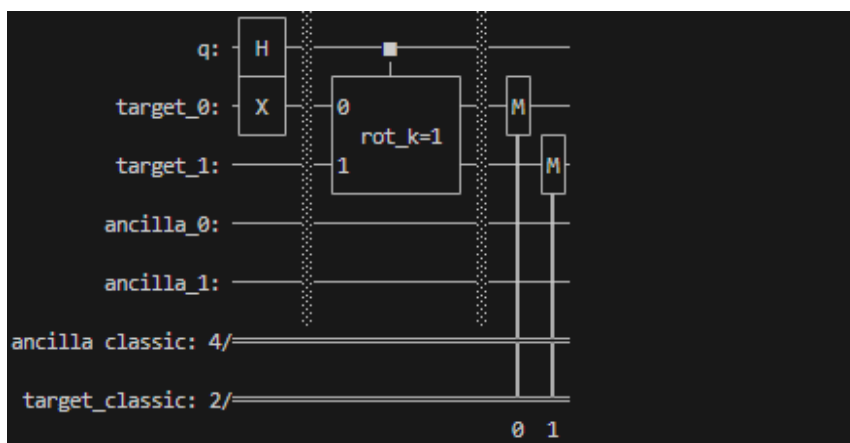 q: H
target_0: X 0 M
rot_k=1
target_1: 1 M
ancilla_0:
ancilla_1:
ancilla classic: 4/
target_classic: 2/
0 1